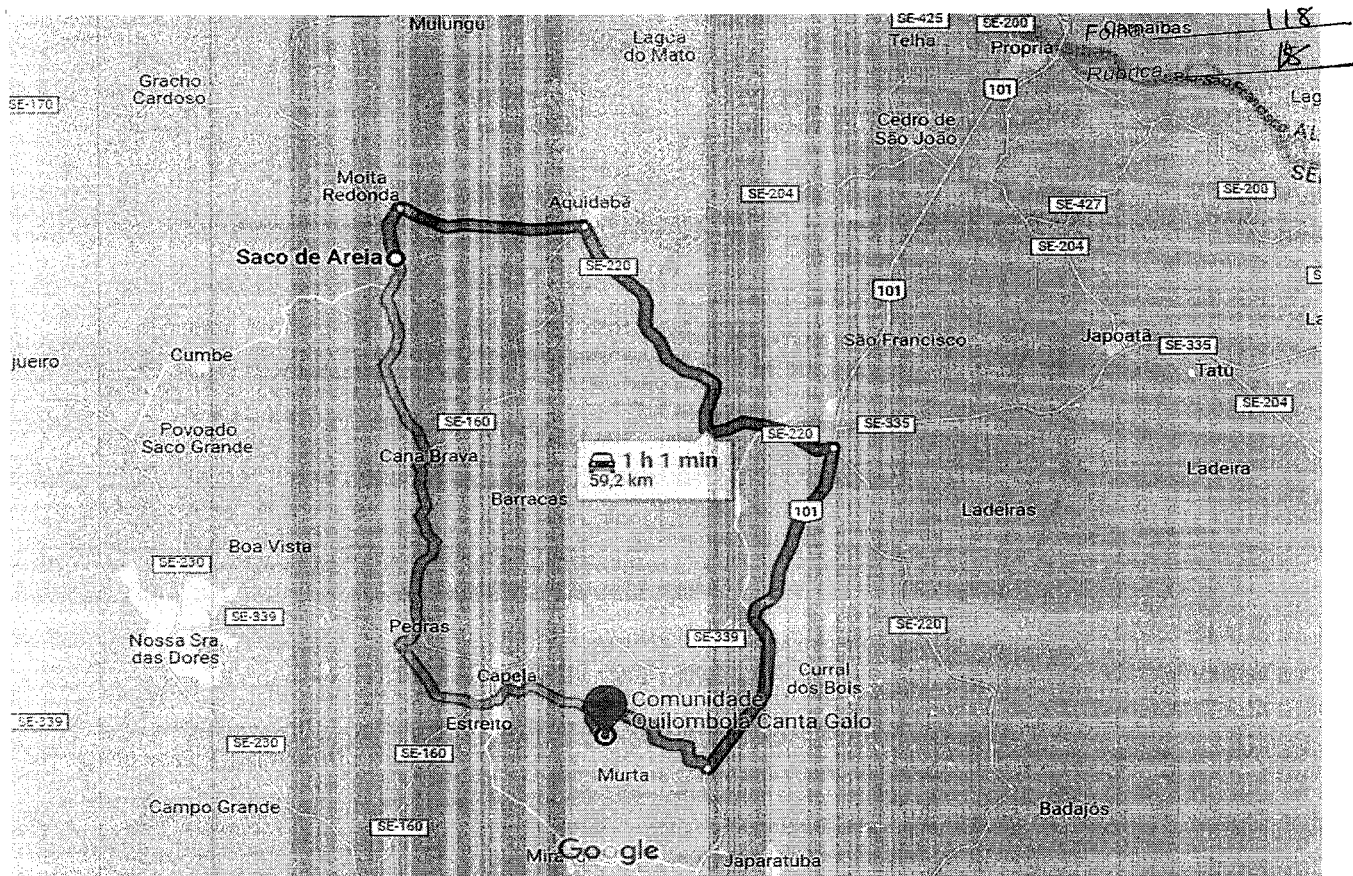 Mulungu
SE-425
SE-200
118
Telha
Carnaíbas
Lagoa
do Mato
Propriá
Rubrica
Gracho
Cardoso
SE-170
101
Cedro de
São João
AL
Moita
Redonda
Aquidabã
SE-204
SE-427
SE-200
Saco de Areia
SE-220
SE-204
101
São Francisco
Japoatã
SE-335
Cumbe
Tatu
SE-204
SE-160
SE-220
SE-335
Povoado
Saco Grande
Cana Brava
1 h 1 min
59,2 km
Ladeira
Barracas
101
Ladeiras
Boa Vista
SE-230
SE-339
Pedras
SE-339
SE-220
Nossa Sra.
das Dores
Capela
Curral
dos Bois
Comunidade
Quilombola Canta Galo
SE-339
SE-230
Estreito
SE-160
Murta
Campo Grande
SE-160
Badajós
Google
Japaratuba